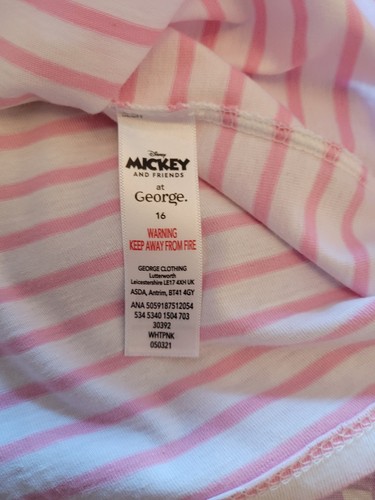 Disney
MICKEY
AND FRIENDS
at
George.
16
WARNING
KEEP AWAY FROM FIRE
GEORGE CLOTHING
Lutterworth
Leicestershire LE17 4XH UK
ASDA, Antrim, BT41 4GY
ANA 5059187512054
534 5340 1504 703
30392
WHTPNK
050321